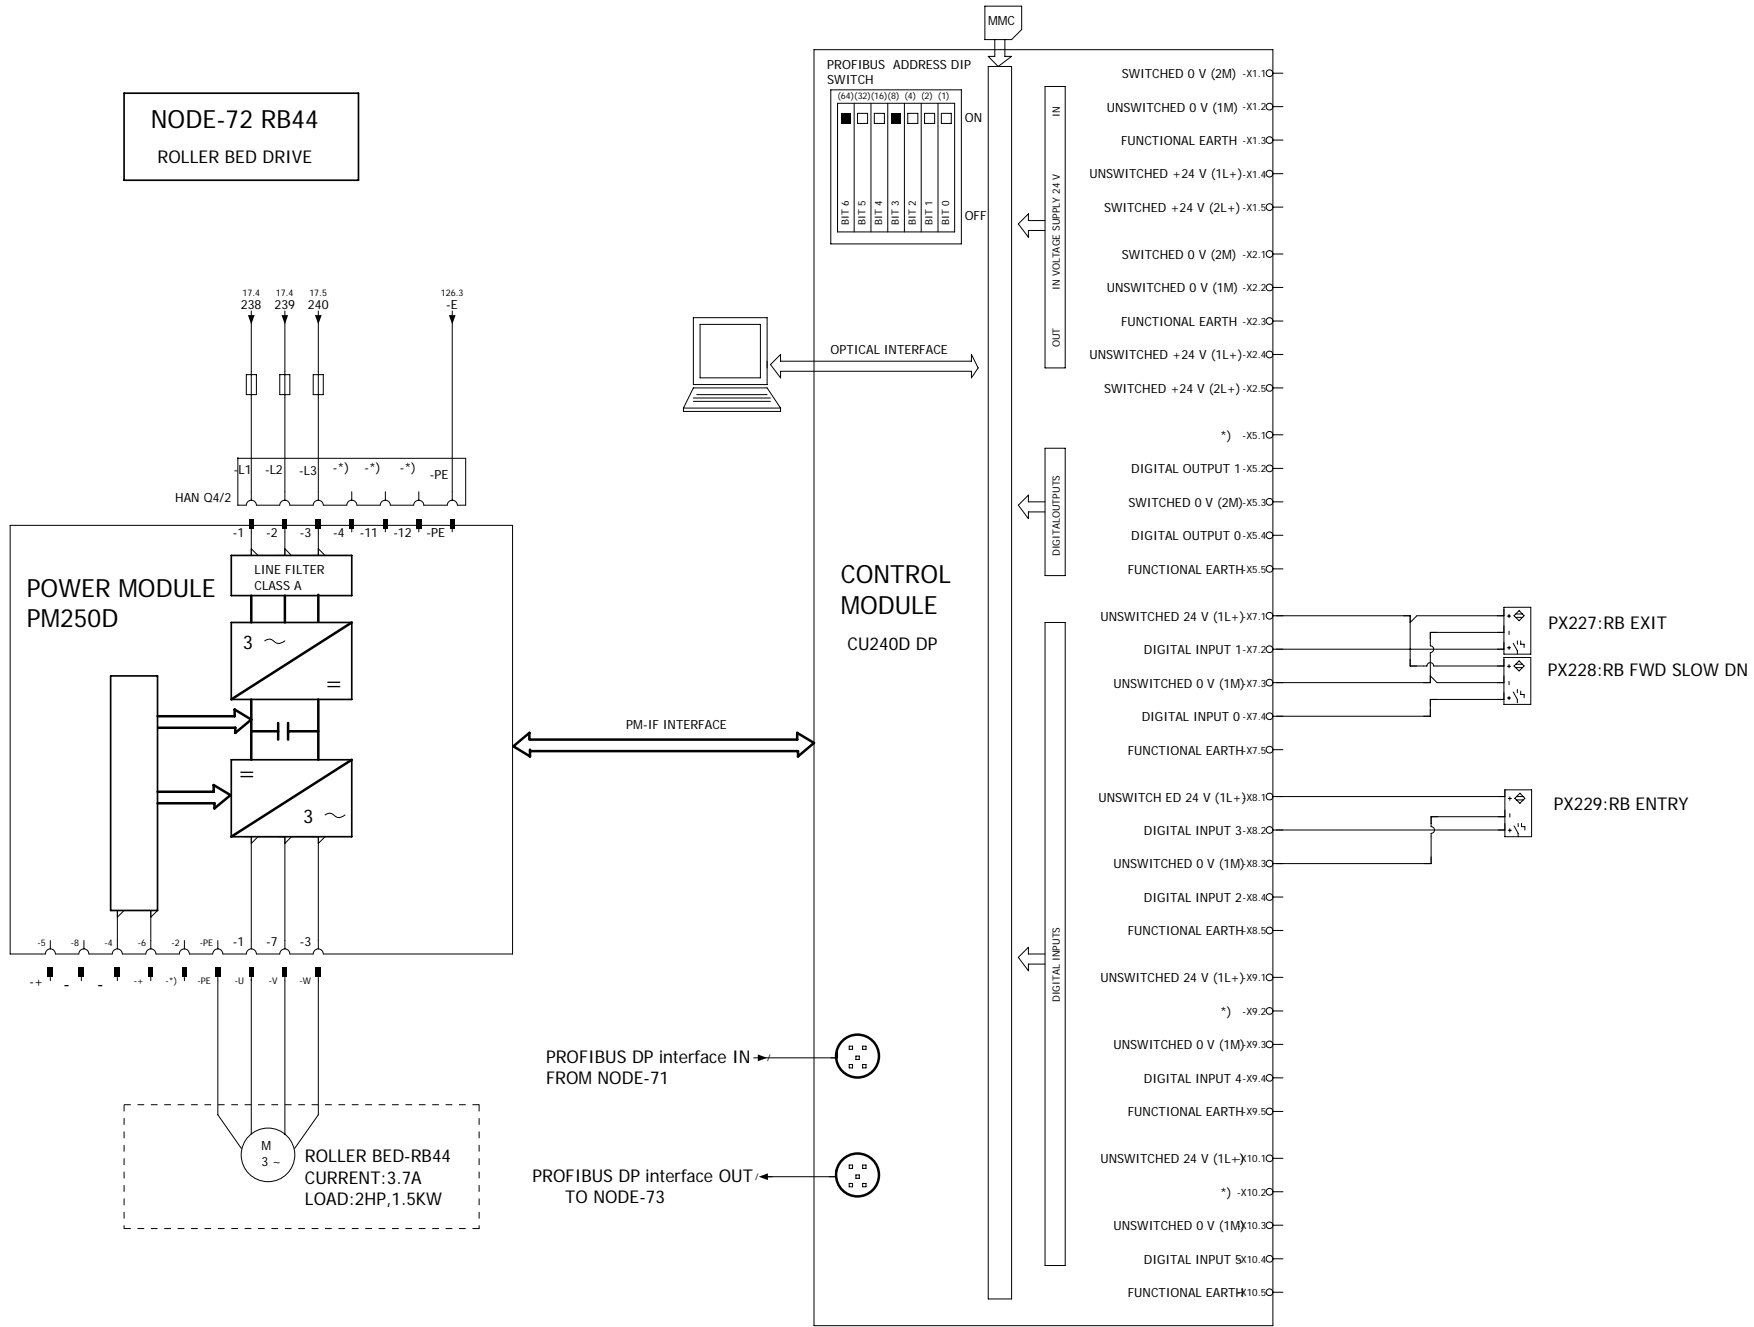 MMC
PROFIBUS ADDRESS DIP
SWITCH
(64)(32)(16)(8) (4) (2) (1)
ON
BIT 6
BIT 5
BIT 4
BIT 3
BIT 2
BIT 1
BIT 0
OFF
NODE-72 RB44
ROLLER BED DRIVE
17.4 17.4 17.5 126.3
238 239 240 -E
-L1 -L2 -L3 -*) -*) -*) -PE
HAN Q4/2
-1 -2 -3 -4 -11 -12 -PE
LINE FILTER
CLASS A
POWER MODULE
PM250D
3 ~
=
=
3 ~
-5 -8 -4 -6 -2 -PE -1 -7 -3
-+ - - -+ -*) -PE -U -V -W
M
3 ~
ROLLER BED-RB44
CURRENT:3.7A
LOAD:2HP,1.5KW
OPTICAL INTERFACE
PM-IF INTERFACE
CONTROL
MODULE
CU240D DP
PROFIBUS DP interface IN
FROM NODE-71
PROFIBUS DP interface OUT
TO NODE-73
IN
IN VOLTAGE SUPPLY 24 V
OUT
DIGITALOUTPUTS
DIGITAL INPUTS
SWITCHED 0 V (2M) -X1.1
UNSWITCHED 0 V (1M) -X1.2
FUNCTIONAL EARTH -X1.3
UNSWITCHED +24 V (1L+) -X1.4
SWITCHED +24 V (2L+) -X1.5
SWITCHED 0 V (2M) -X2.1
UNSWITCHED 0 V (1M) -X2.2
FUNCTIONAL EARTH -X2.3
UNSWITCHED +24 V (1L+) -X2.4
SWITCHED +24 V (2L+) -X2.5
*) -X5.1
DIGITAL OUTPUT 1 -X5.2
SWITCHED 0 V (2M) -X5.3
DIGITAL OUTPUT 0 -X5.4
FUNCTIONAL EARTH -X5.5
UNSWITCHED 24 V (1L+) -X7.1
DIGITAL INPUT 1 -X7.2
UNSWITCHED 0 V (1M) -X7.3
DIGITAL INPUT 0 -X7.4
FUNCTIONAL EARTH -X7.5
UNSWITCH ED 24 V (1L+) -X8.1
DIGITAL INPUT 3 -X8.2
UNSWITCHED 0 V (1M) -X8.3
DIGITAL INPUT 2 -X8.4
FUNCTIONAL EARTH -X8.5
UNSWITCHED 24 V (1L+) -X9.1
*) -X9.2
UNSWITCHED 0 V (1M) -X9.3
DIGITAL INPUT 4 -X9.4
FUNCTIONAL EARTH -X9.5
UNSWITCHED 24 V (1L+) -X10.1
*) -X10.2
UNSWITCHED 0 V (1M) -X10.3
DIGITAL INPUT 5 -X10.4
FUNCTIONAL EARTH -X10.5
+
-
+
PX227:RB EXIT
+
-
+
PX228:RB FWD SLOW DN
+
-
+
PX229:RB ENTRY